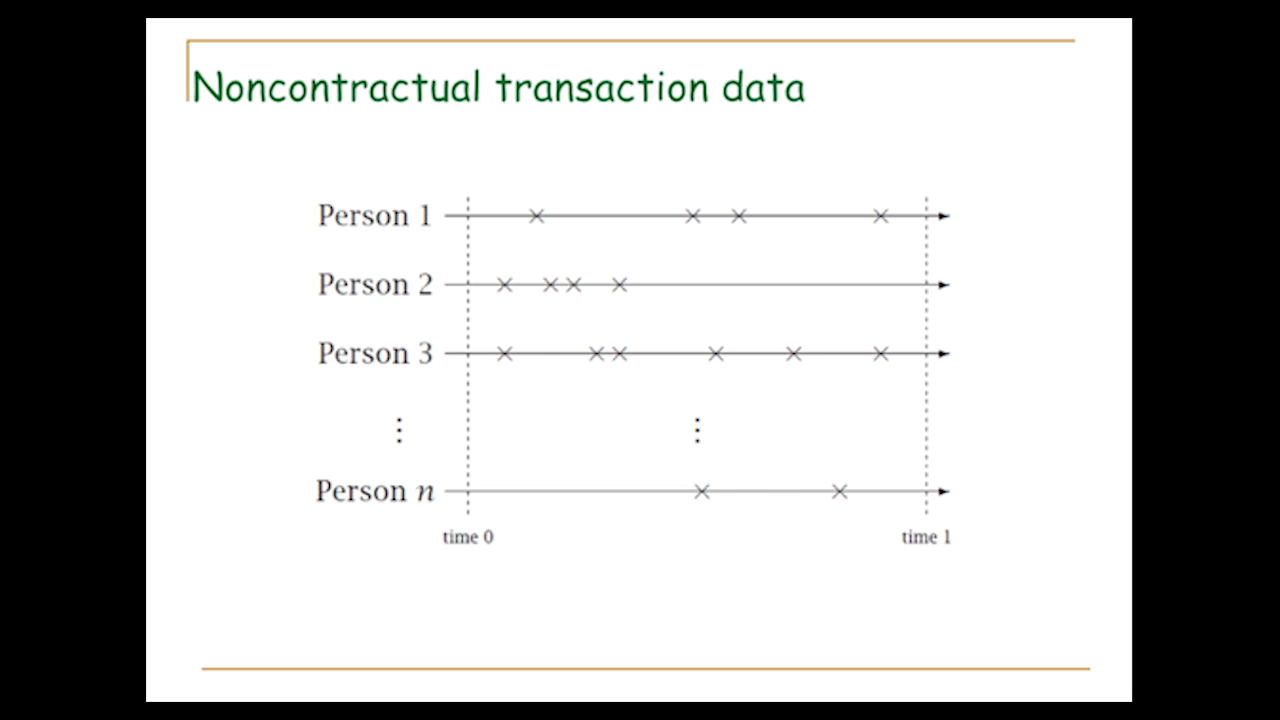 Noncontractual transaction data
Person 1
Person 2
Person 3
⋮ ⋮
Person n
time 0 time 1